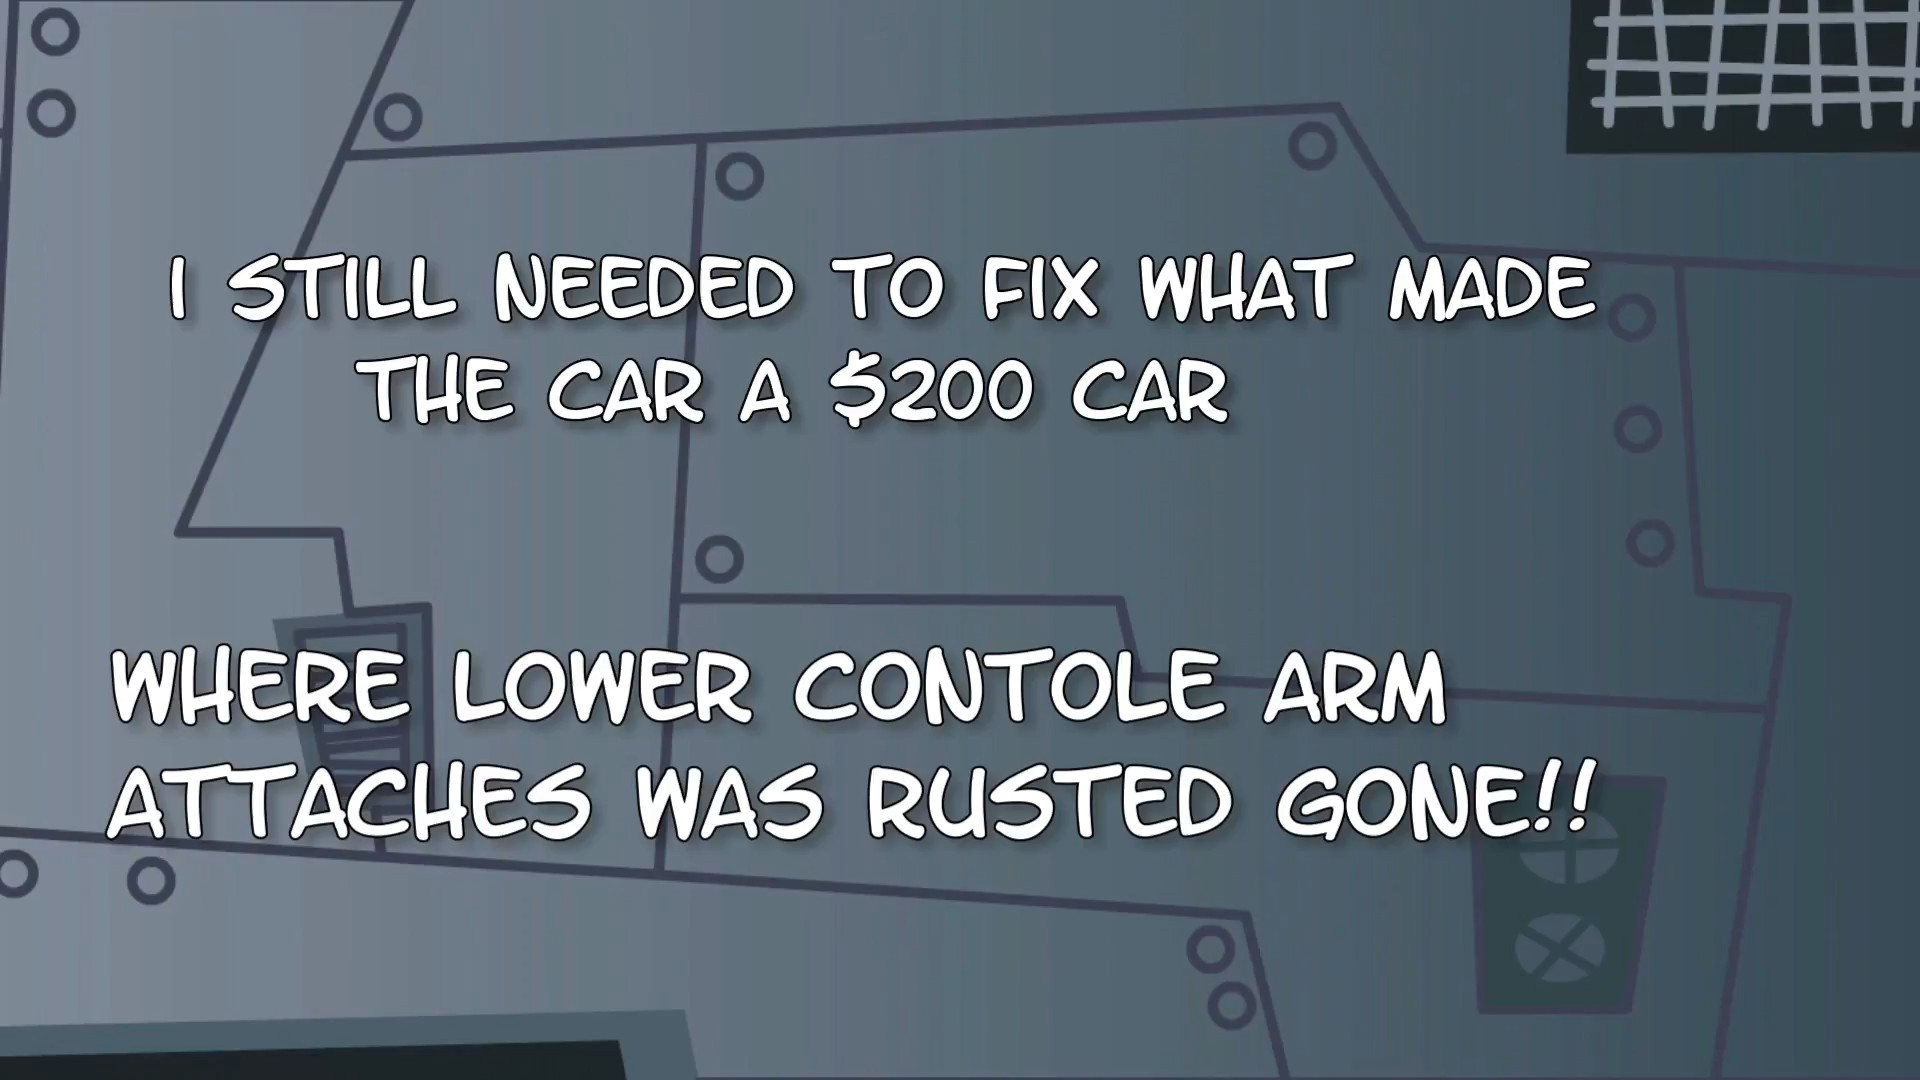 I STILL NEEDED TO FIX WHAT MADE
THE CAR A $200 CAR
WHERE LOWER CONTOLE ARM
ATTACHES WAS RUSTED GONE!!